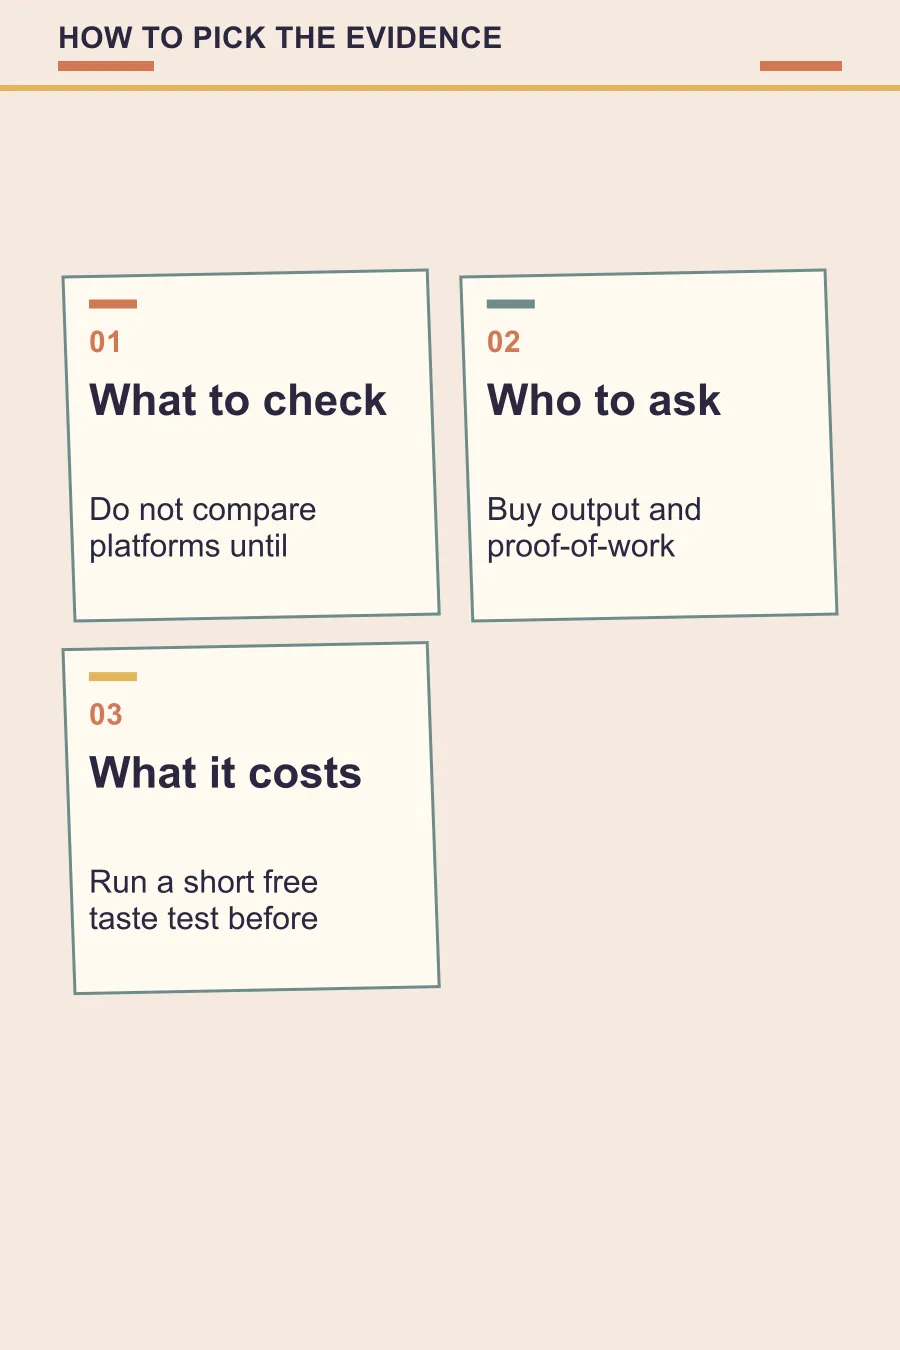 HOW TO PICK THE EVIDENCE
01
What to check
Do not compare
platforms until
02
Who to ask
Buy output and
proof-of-work
03
What it costs
Run a short free
taste test before